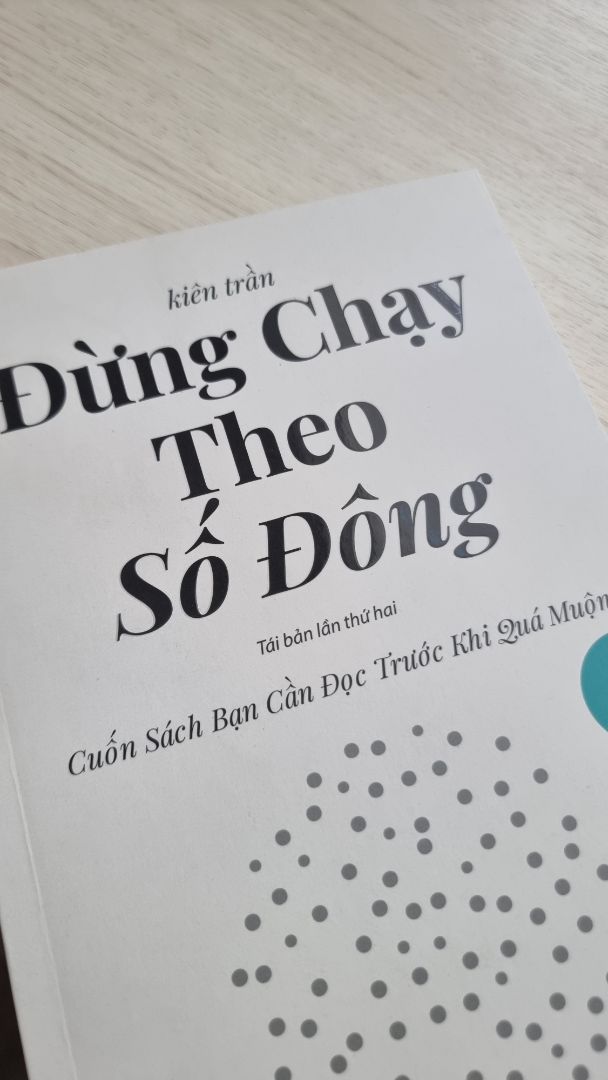 kiên trần
Đừng Chạy
Theo
Số Đông
Tái bản lần thứ hai
Cuốn Sách Bạn Cần Đọc Trước Khi Quá Muộn